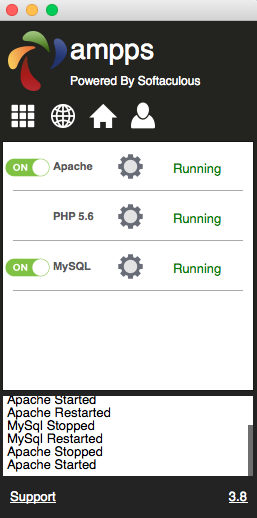 ampps
Powered By Softaculous
ON Apache Running
PHP 5.6 Running
ON MySQL Running
Apache Started
Apache Restarted
MySql Stopped
MySql Restarted
Apache Stopped
Apache Started
Support 3.8